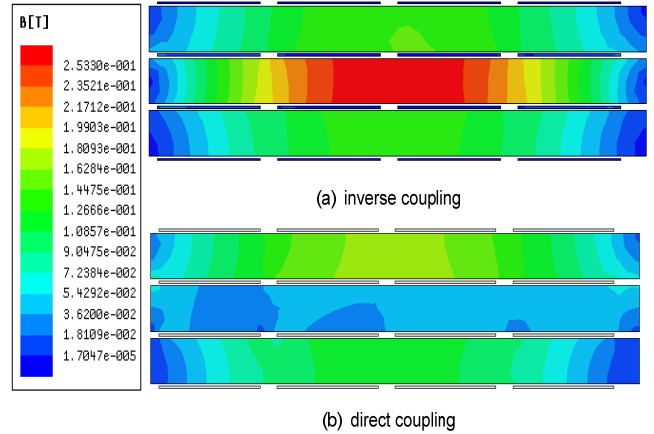 B[T]
2.5330e-001
2.3521e-001
2.1712e-001
1.9903e-001
1.8093e-001
1.6284e-001
1.4475e-001
1.2666e-001
1.0857e-001
9.0475e-002
7.2384e-002
5.4292e-002
3.6200e-002
1.8109e-002
1.7047e-005
(a) inverse coupling
(b) direct coupling